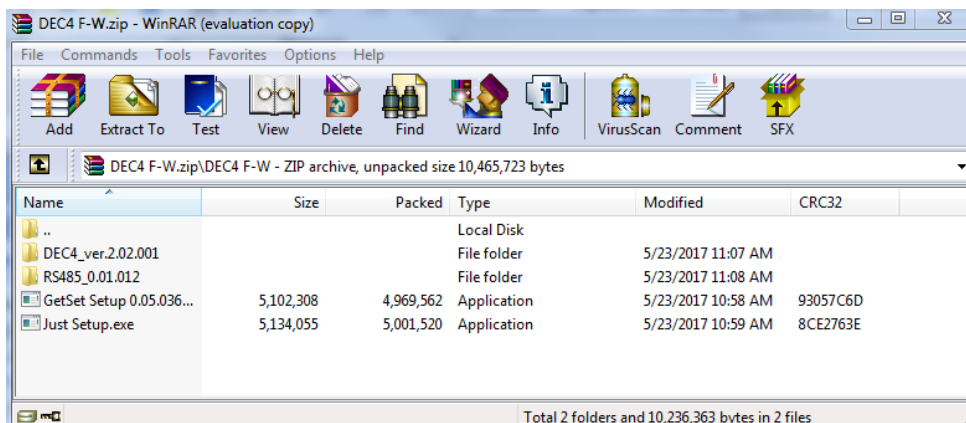 DEC4 F-W.zip - WinRAR (evaluation copy)
File Commands Tools Favorites Options Help
Add Extract To Test View Delete Find Wizard Info VirusScan Comment SFX
DEC4 F-W.zip\DEC4 F-W - ZIP archive, unpacked size 10,465,723 bytes
Name Size Packed Type Modified CRC32
.. Local Disk
DEC4_ver.2.02.001 File folder 5/23/2017 11:07 AM
RS485_0.01.012 File folder 5/23/2017 11:08 AM
GetSet Setup 0.05.036... 5,102,308 4,969,562 Application 5/23/2017 10:58 AM 93057C6D
Just Setup.exe 5,134,055 5,001,520 Application 5/23/2017 10:59 AM 8CE2763E
Total 2 folders and 10,236,363 bytes in 2 files